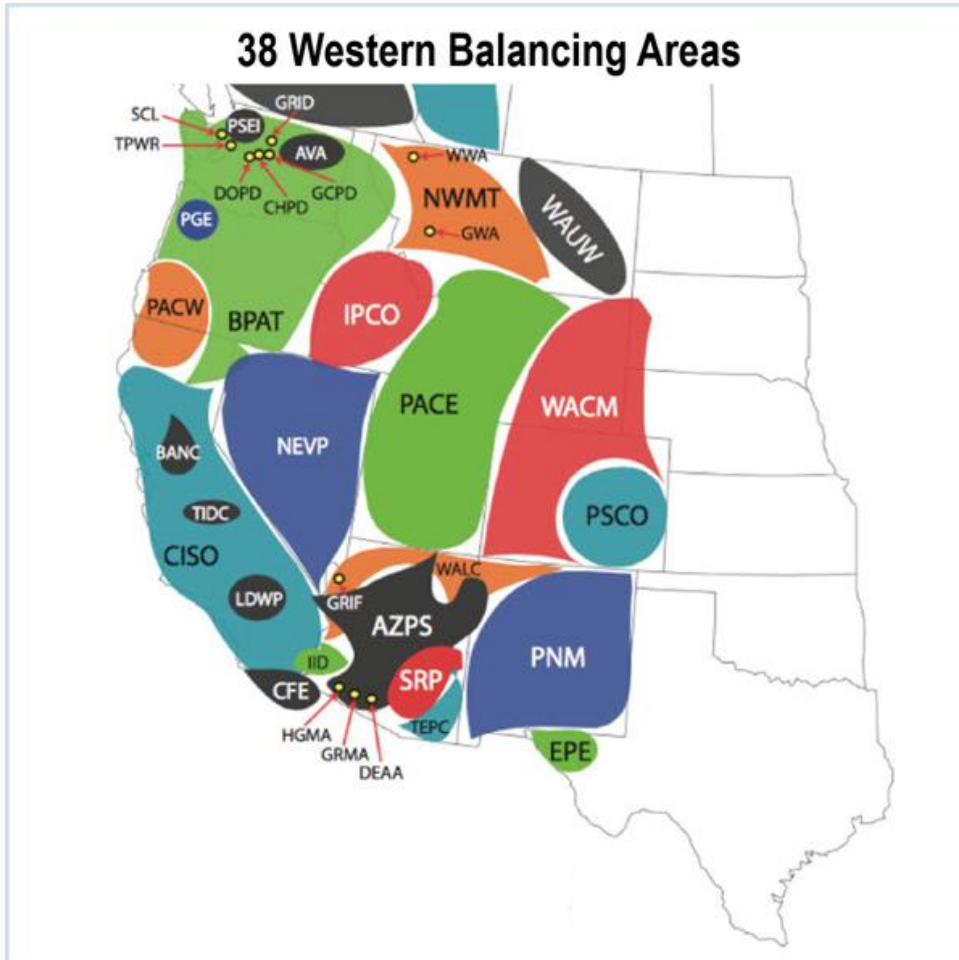 38 Western Balancing Areas
GRID
SCL
PSEI
TPWR
AVA
WWA
DOPD
GCPD
CHPD
NWMT
WAUW
PGE
GWA
PACW
BPAT
IPCO
PACE
WACM
NEVP
BANC
TIDC
PSCO
CISO
WALC
LDWP
GRIF
AZPS
IID
PNM
SRP
CFE
TEPC
HGMA
GRMA
EPE
DEAA